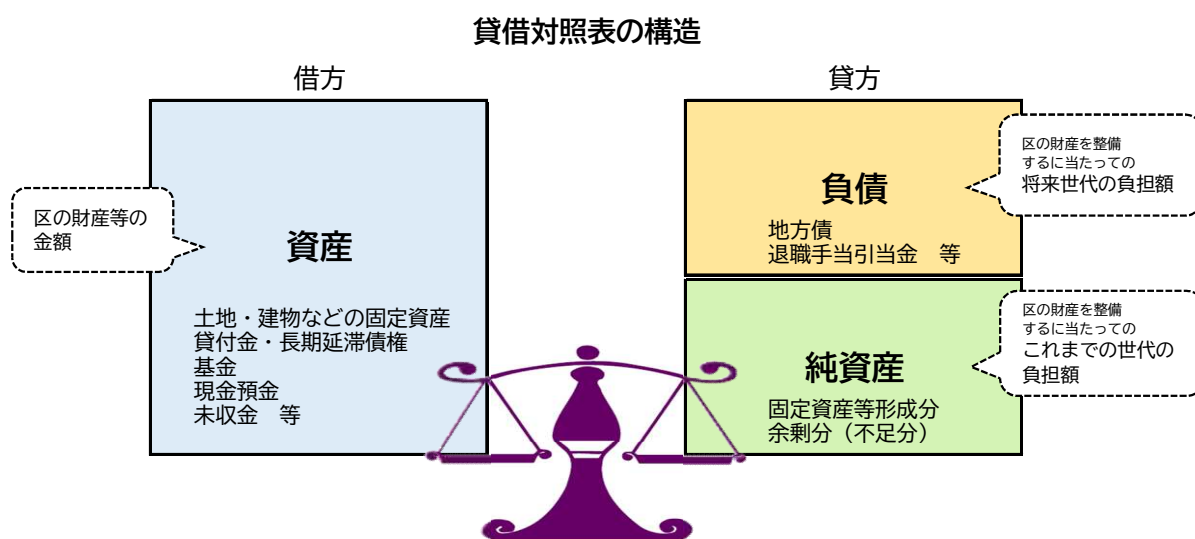 貸借対照表の構造
借方
区の財産等の
金額
資産
土地・建物などの固定資産
貸付金・長期延滞債権
基金
現金預金
未収金　等
貸方
負債
地方債
退職手当引当金　等
区の財産を整備
するに当たっての
将来世代の負担額
純資産
固定資産等形成分
余剰分（不足分）
区の財産を整備
するに当たっての
これまでの世代の
負担額